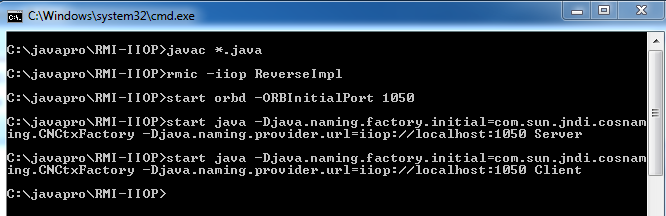 C:\Windows\system32\cmd.exe
C:\javapro\RMI-IIOP>javac *.java
C:\javapro\RMI-IIOP>rmic -iiop ReverseImpl
C:\javapro\RMI-IIOP>start orbd -ORBInitialPort 1050
C:\javapro\RMI-IIOP>start java -Djava.naming.factory.initial=com.sun.jndi.cosnam
ing.CNCtxFactory -Djava.naming.provider.url=iiop://localhost:1050 Server
C:\javapro\RMI-IIOP>start java -Djava.naming.factory.initial=com.sun.jndi.cosnam
ing.CNCtxFactory -Djava.naming.provider.url=iiop://localhost:1050 Client
C:\javapro\RMI-IIOP>